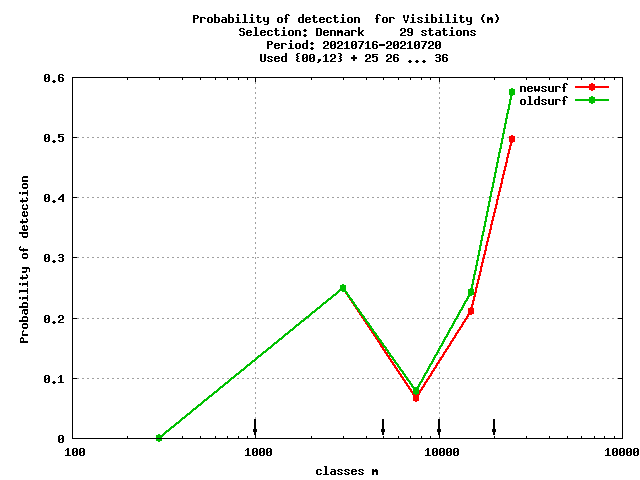 Probability of detection  for Visibility (m)
Selection: Denmark     29 stations
Period: 20210716-20210720
Used {00,12} + 25 26 ... 36
newsurf
oldsurf
Probability of detection
0.6
0.5
0.4
0.3
0.2
0.1
0
100 1000 10000 10000
classes m